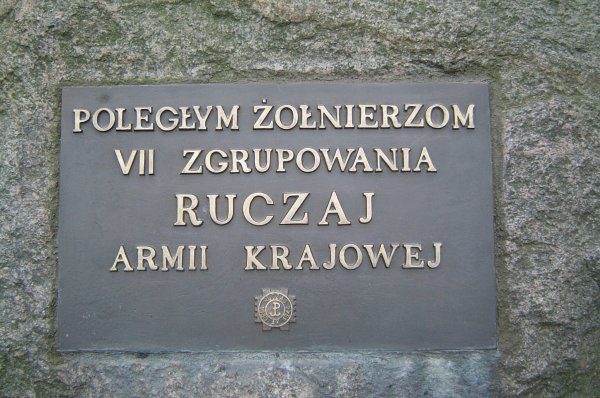 POLEGŁYM ŻOŁNIERZOM
VII ZGRUPOWANIA
RUCZAJ
ARMII KRAJOWEJ